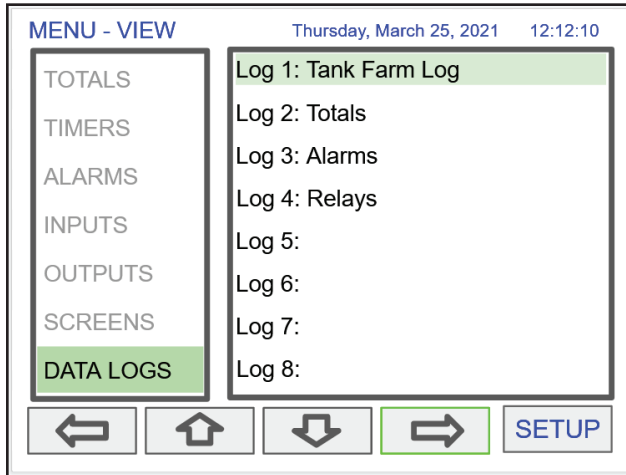 MENU - VIEW Thursday, March 25, 2021 12:12:10
TOTALS
TIMERS
ALARMS
INPUTS
OUTPUTS
SCREENS
DATA LOGS
Log 1: Tank Farm Log
Log 2: Totals
Log 3: Alarms
Log 4: Relays
Log 5:
Log 6:
Log 7:
Log 8:
SETUP